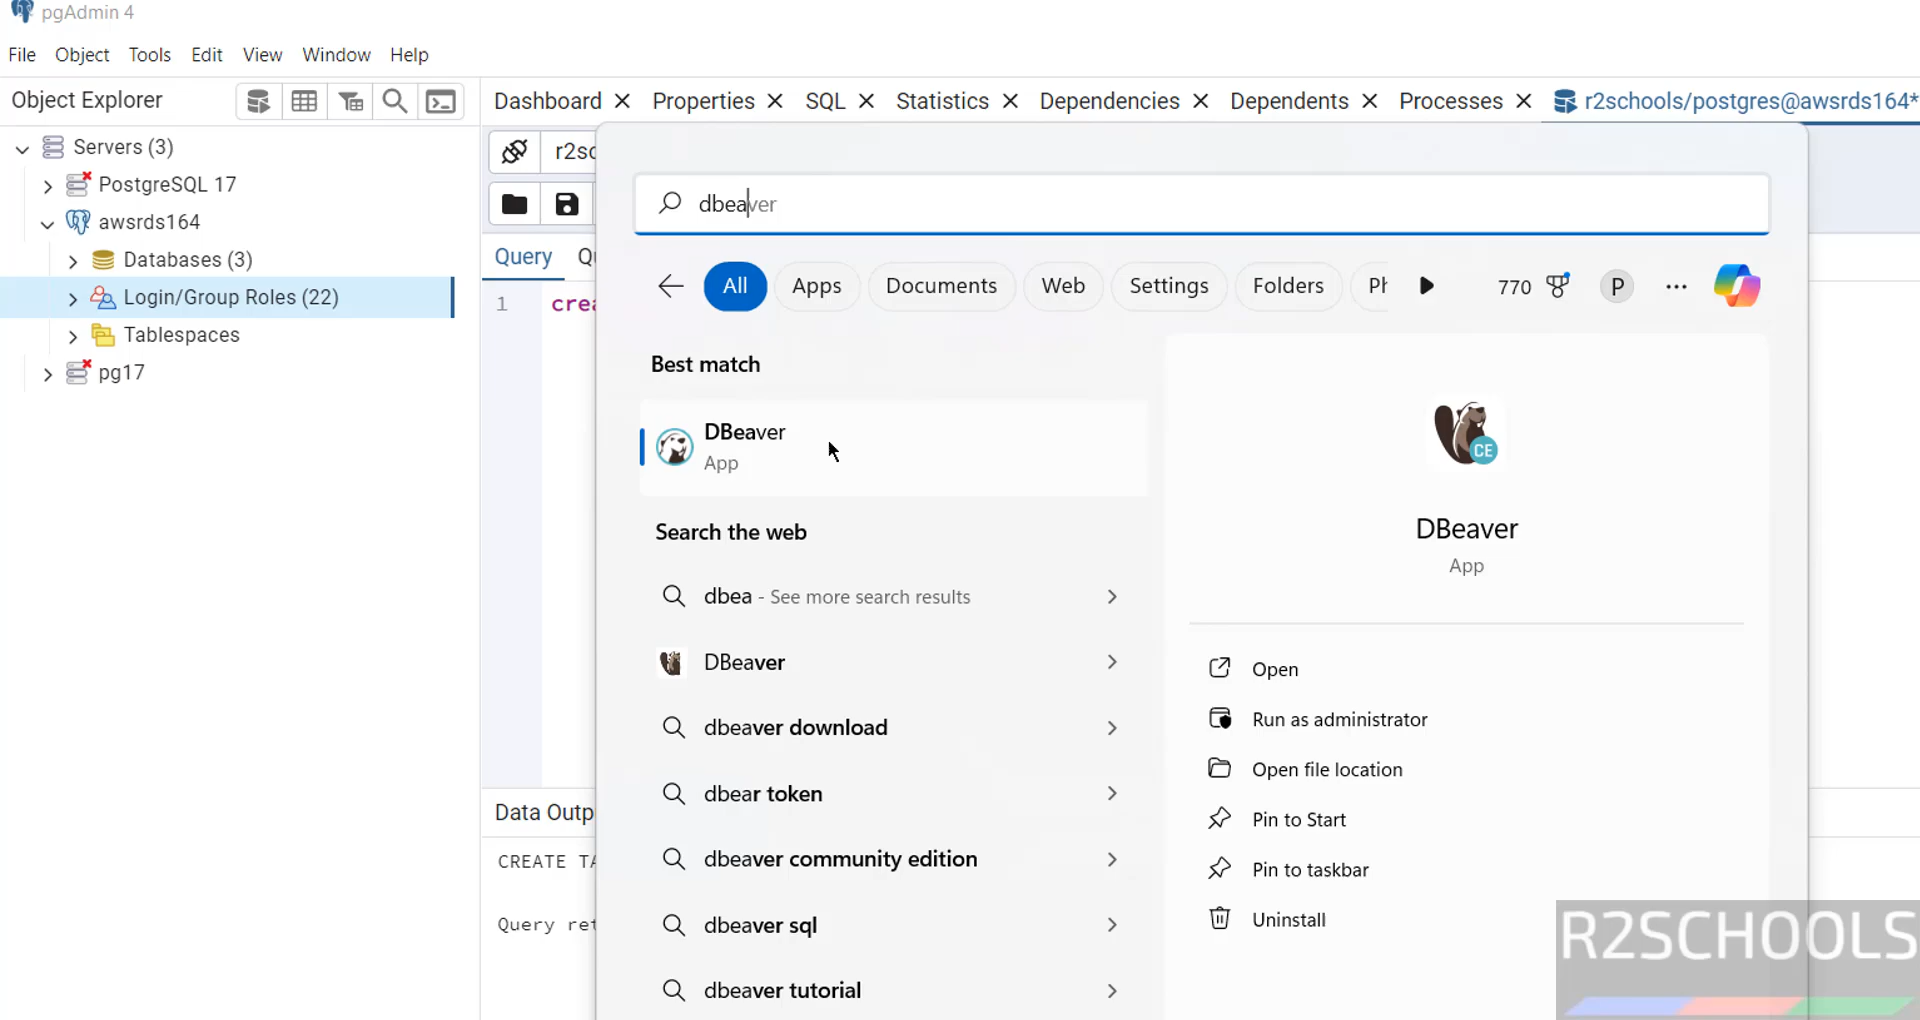 pgAdmin 4
File Object Tools Edit View Window Help
Object Explorer
Dashboard Properties SQL Statistics Dependencies Dependents Processes r2schools/postgres@awsrds164*
Servers (3)
PostgreSQL 17
awsrds164
Databases (3)
Login/Group Roles (22)
Tablespaces
pg17
r2sc
Query Qu
1 crea
Data Outp
CREATE TA
Query ret
dbeaver
All Apps Documents Web Settings Folders Ph 770 P
Best match
DBeaver
App
Search the web
dbea - See more search results
DBeaver
dbeaver download
dbear token
dbeaver community edition
dbeaver sql
dbeaver tutorial
CE
DBeaver
App
Open
Run as administrator
Open file location
Pin to Start
Pin to taskbar
Uninstall
R2SCHOOLS